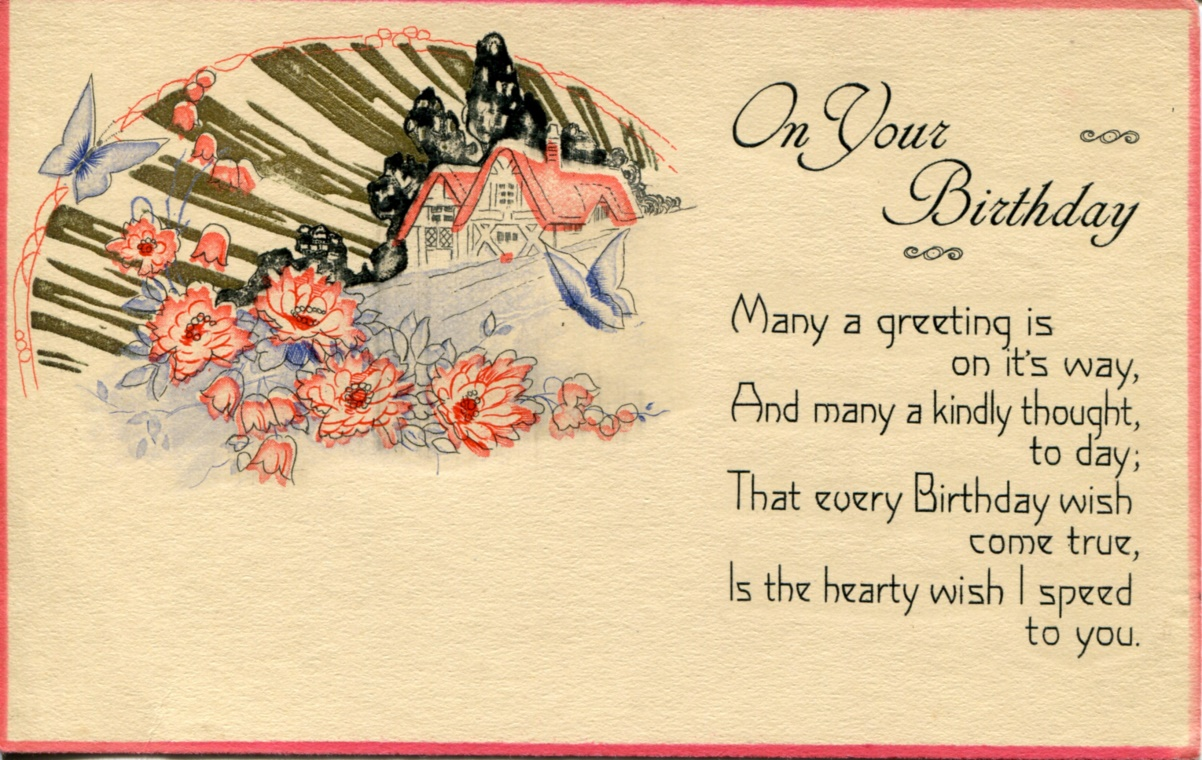 On Your
Birthday
Many a greeting is
on it's way,
And many a kindly thought,
to day;
That every Birthday wish
come true,
Is the hearty wish I speed
to you.